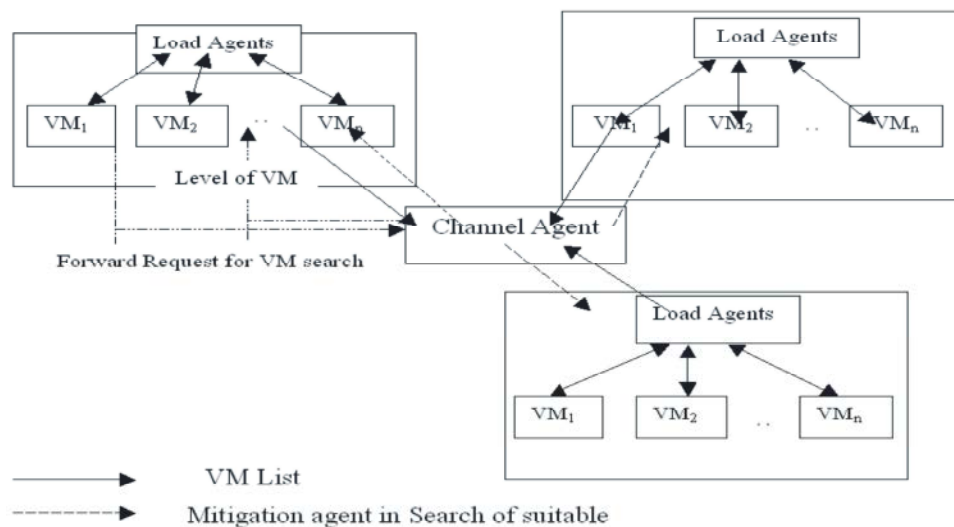 Load Agents
VM₁ VM₂ .. VMₙ
Level of VM
Forward Request for VM search
Load Agents
VM₁ VM₂ .. VMₙ
Channel Agent
Load Agents
VM₁ VM₂ .. VMₙ
VM List
Mitigation agent in Search of suitable